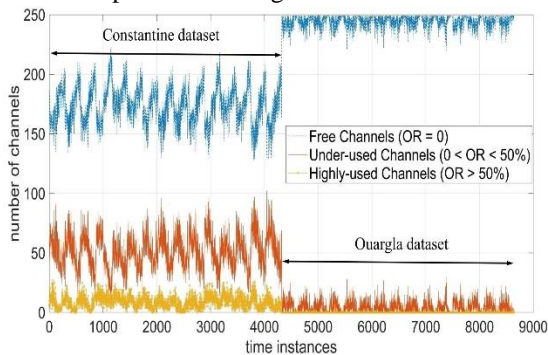 Constantine dataset
250
200
150
100
50
0
number of channels
Free Channels (OR = 0)
Under-used Channels (0 < OR < 50%)
Highly-used Channels (OR > 50%)
Ouargla dataset
0 1000 2000 3000 4000 5000 6000 7000 8000 9000
time instances